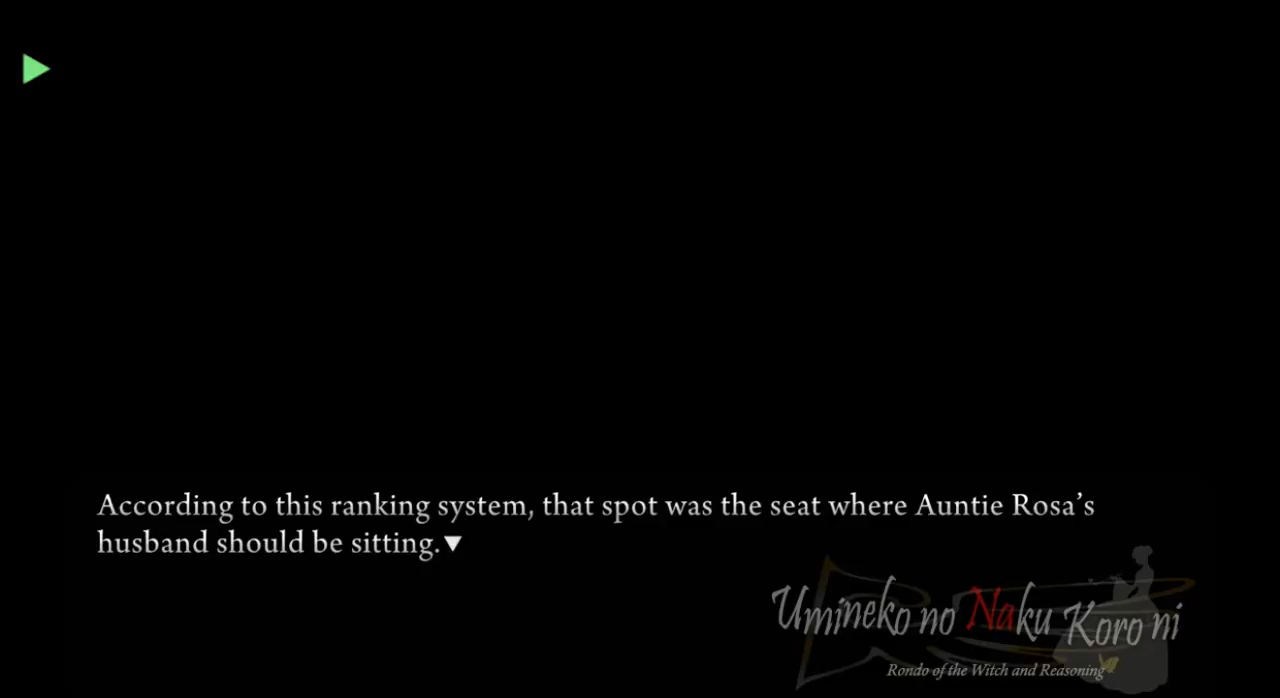 According to this ranking system, that spot was the seat where Auntie Rosa’s
husband should be sitting.
Umineko no Naku Koro ni
Rondo of the Witch and Reasoning